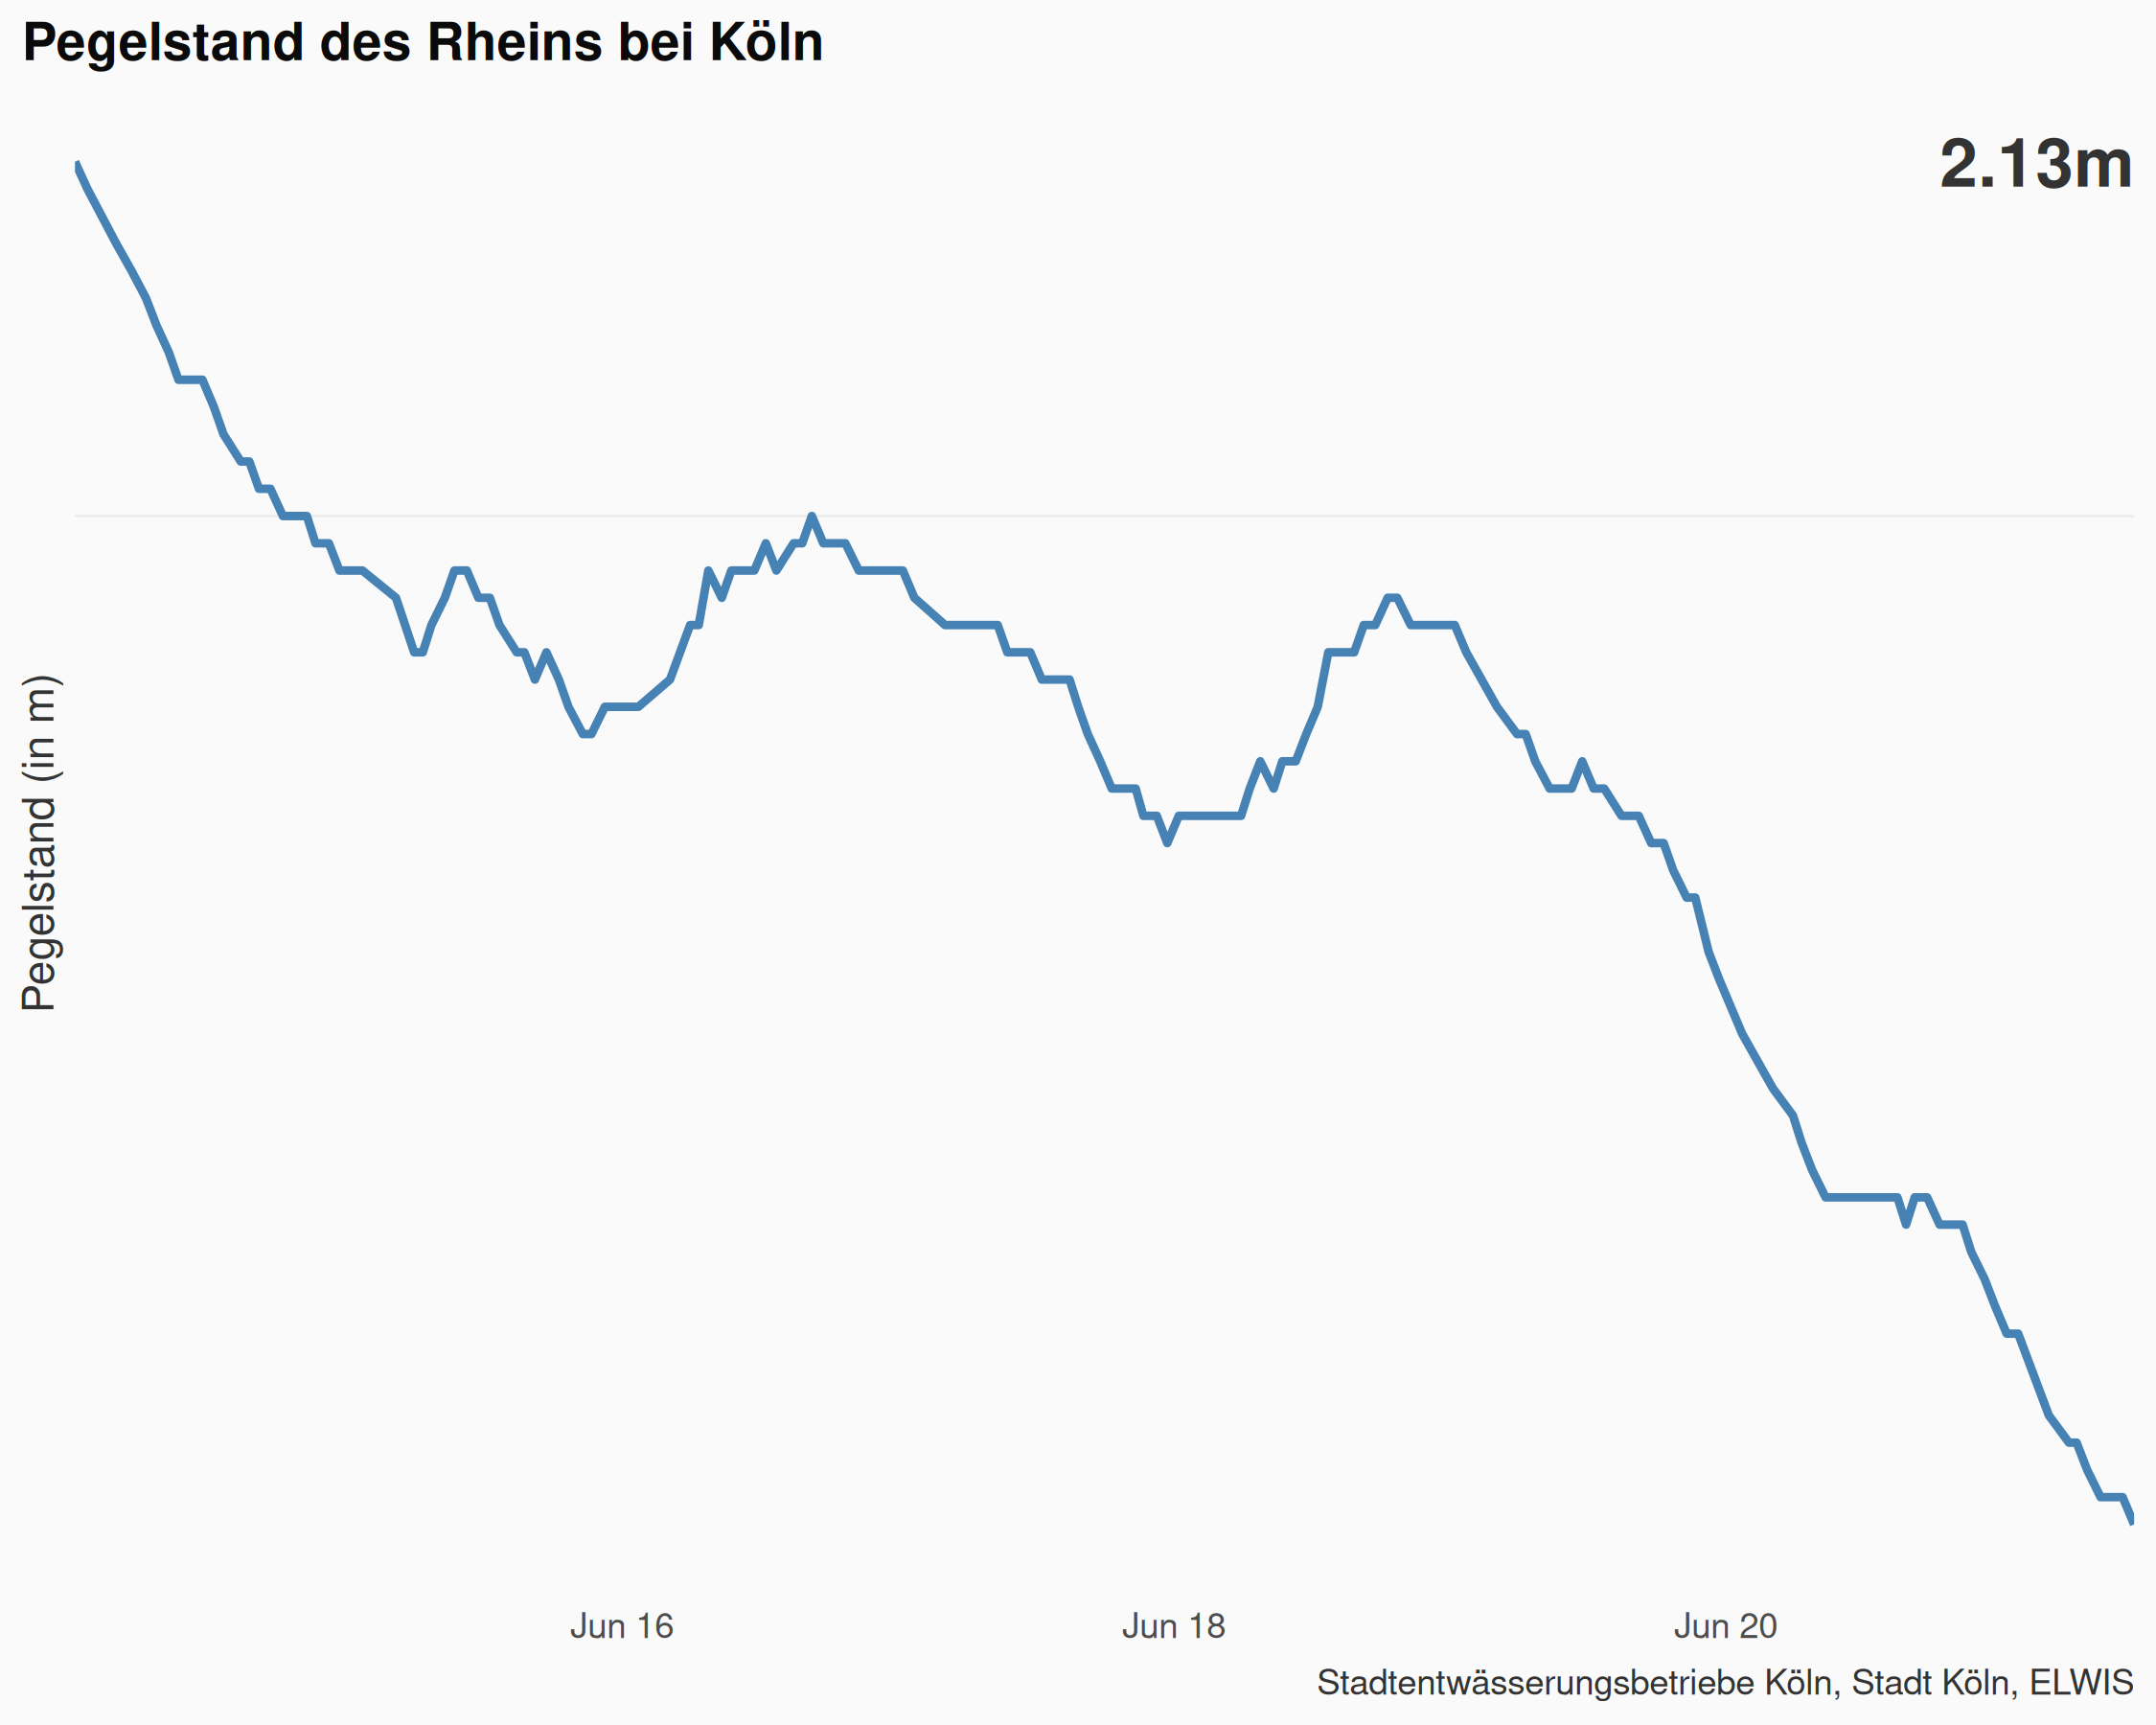 Pegelstand des Rheins bei Köln
2.13m
Pegelstand (in m)
Jun 16
Jun 18
Jun 20
Stadtentwässerungsbetriebe Köln, Stadt Köln, ELWIS